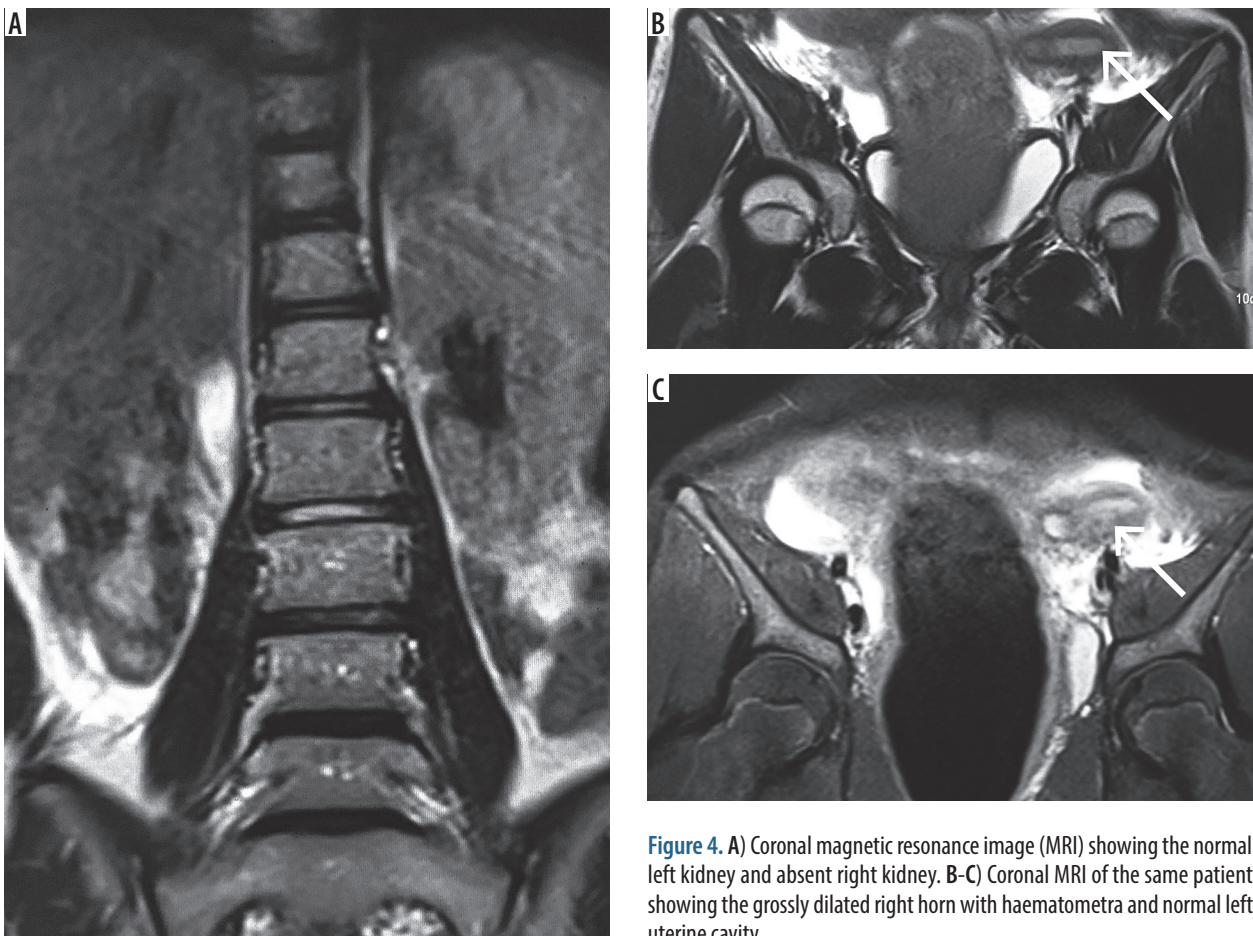 A
B
10
C
Figure 4. A) Coronal magnetic resonance image (MRI) showing the normal
left kidney and absent right kidney. B-C) Coronal MRI of the same patient
showing the grossly dilated right horn with haematometra and normal left
uterine cavity